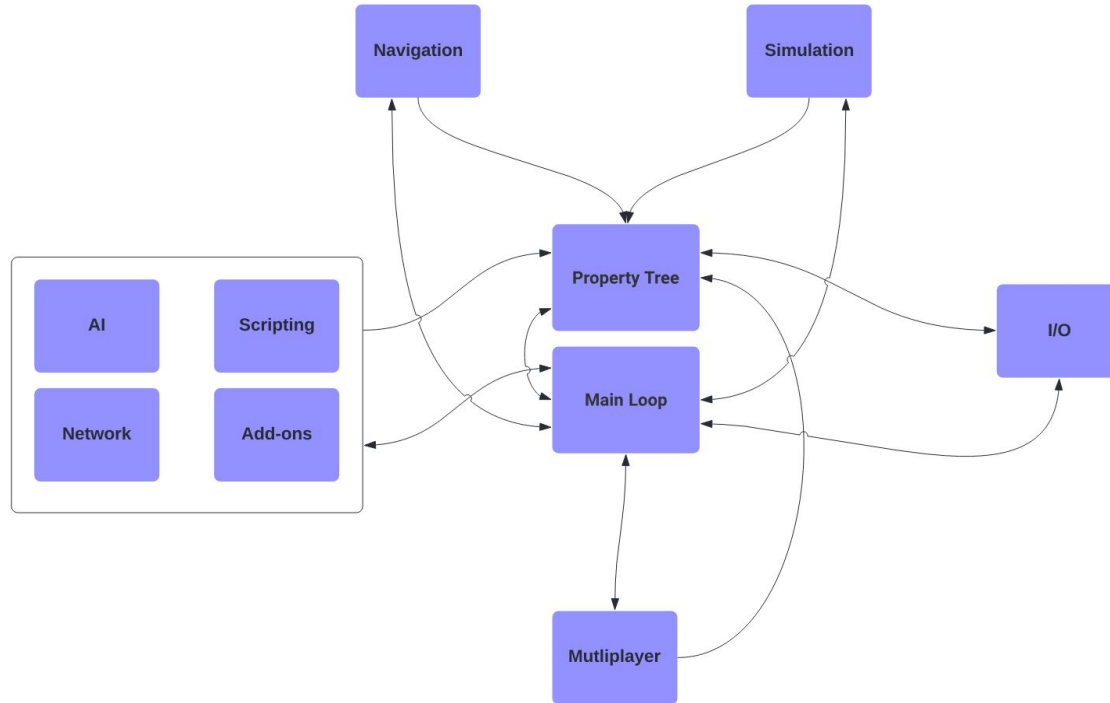 Navigation
Simulation
Property Tree
AI
Scripting
I/O
Main Loop
Network
Add-ons
Mutliplayer